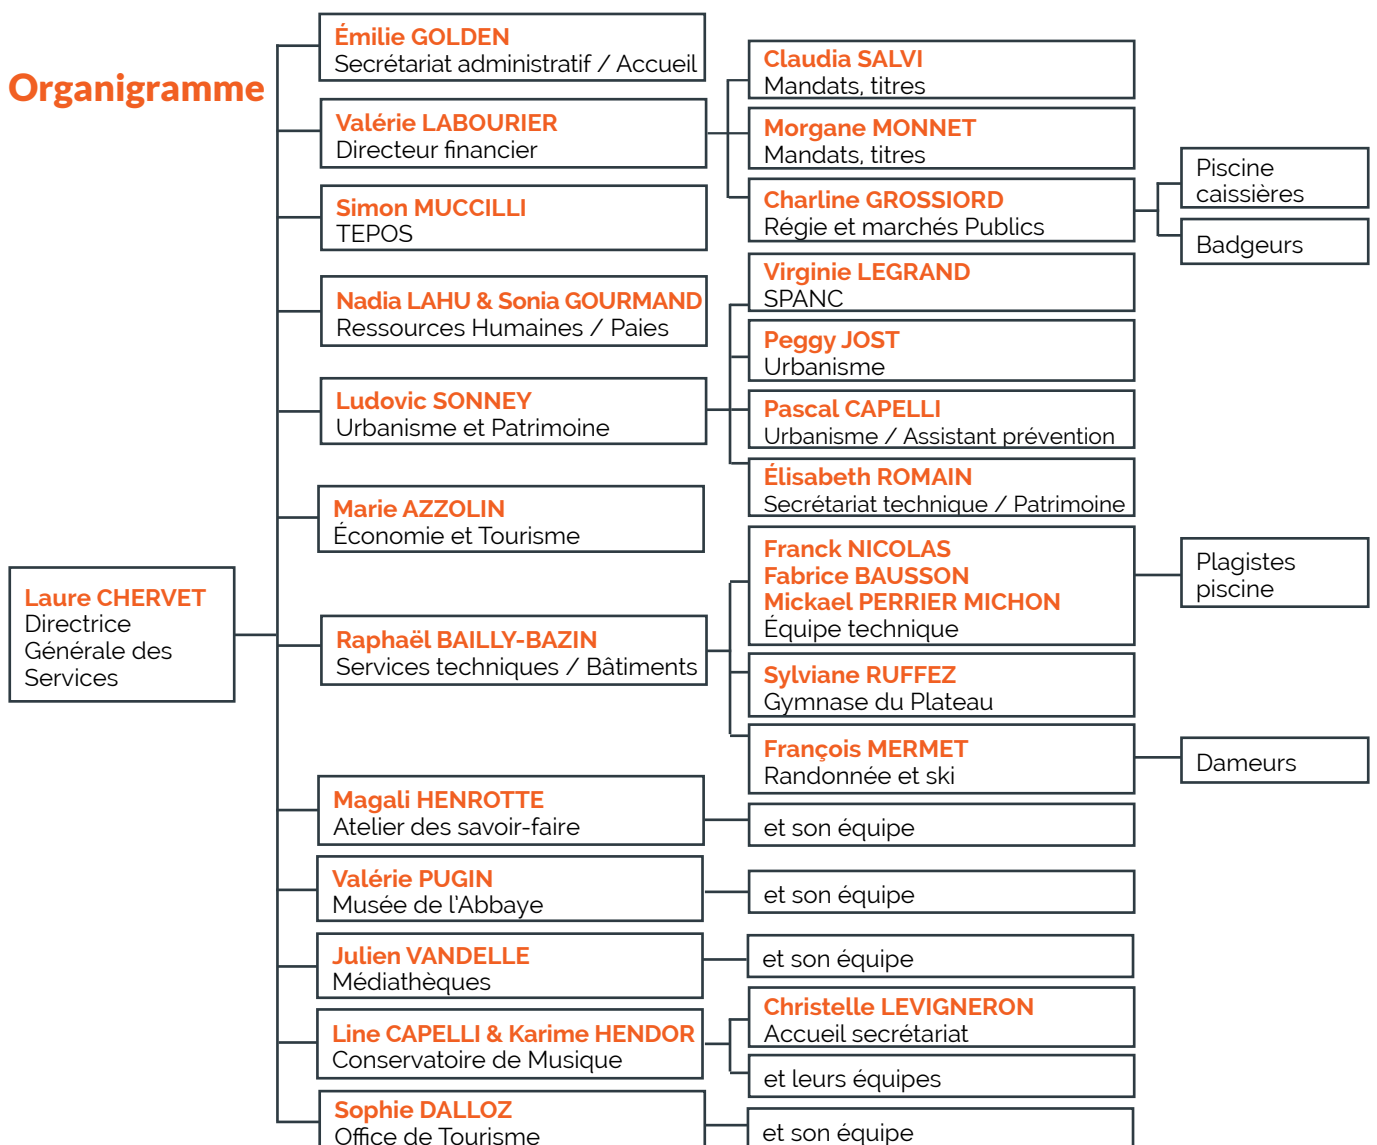 Organigramme
Laure CHERVET
Directrice
Générale des
Services
Émilie GOLDEN
Secrétariat administratif / Accueil
Valérie LABOURIER
Directeur financier
Claudia SALVI
Mandats, titres
Morgane MONNET
Mandats, titres
Charline GROSSIORD
Régie et marchés Publics
Piscine
caissières
Badgeurs
Simon MUCCILLI
TEPOS
Nadia LAHU & Sonia GOURMAND
Ressources Humaines / Paies
Ludovic SONNEY
Urbanisme et Patrimoine
Virginie LEGRAND
SPANC
Peggy JOST
Urbanisme
Pascal CAPELLI
Urbanisme / Assistant prévention
Élisabeth ROMAIN
Secrétariat technique / Patrimoine
Marie AZZOLIN
Économie et Tourisme
Raphaël BAILLY-BAZIN
Services techniques / Bâtiments
Franck NICOLAS
Fabrice BAUSSON
Mickael PERRIER MICHON
Équipe technique
Plagistes
piscine
Sylviane RUFFEZ
Gymnase du Plateau
François MERMET
Randonnée et ski
Dameurs
Magali HENROTTE
Atelier des savoir-faire
et son équipe
Valérie PUGIN
Musée de l'Abbaye
et son équipe
Julien VANDELLE
Médiathèques
et son équipe
Line CAPELLI & Karime HENDOR
Conservatoire de Musique
Christelle LEVIGNERON
Accueil secrétariat
et leurs équipes
Sophie DALLOZ
Office de Tourisme
et son équipe